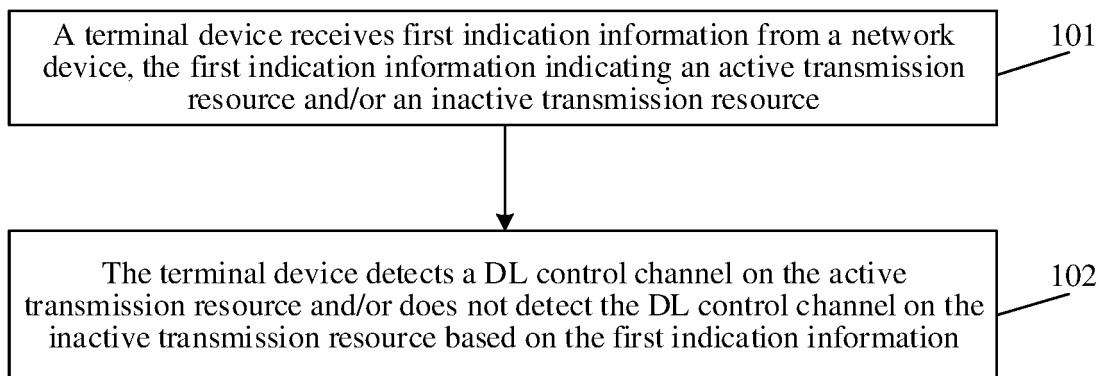 A terminal device receives first indication information from a network
device, the first indication information indicating an active transmission
resource and/or an inactive transmission resource
101
The terminal device detects a DL control channel on the active
transmission resource and/or does not detect the DL control channel on the
inactive transmission resource based on the first indication information
102